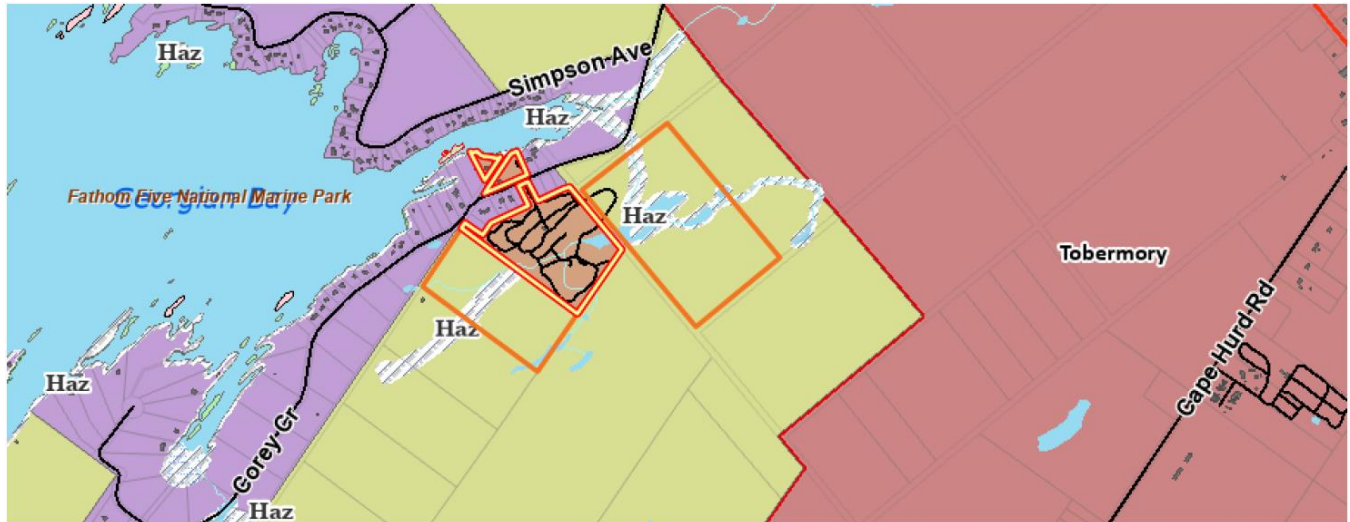 Haz
Simpson Ave
Haz
Fathom Five National Marine Park
Georgian Bay
Haz
Tobermory
Cape Hurd Rd
Haz
Haz
Corey Cr
Haz